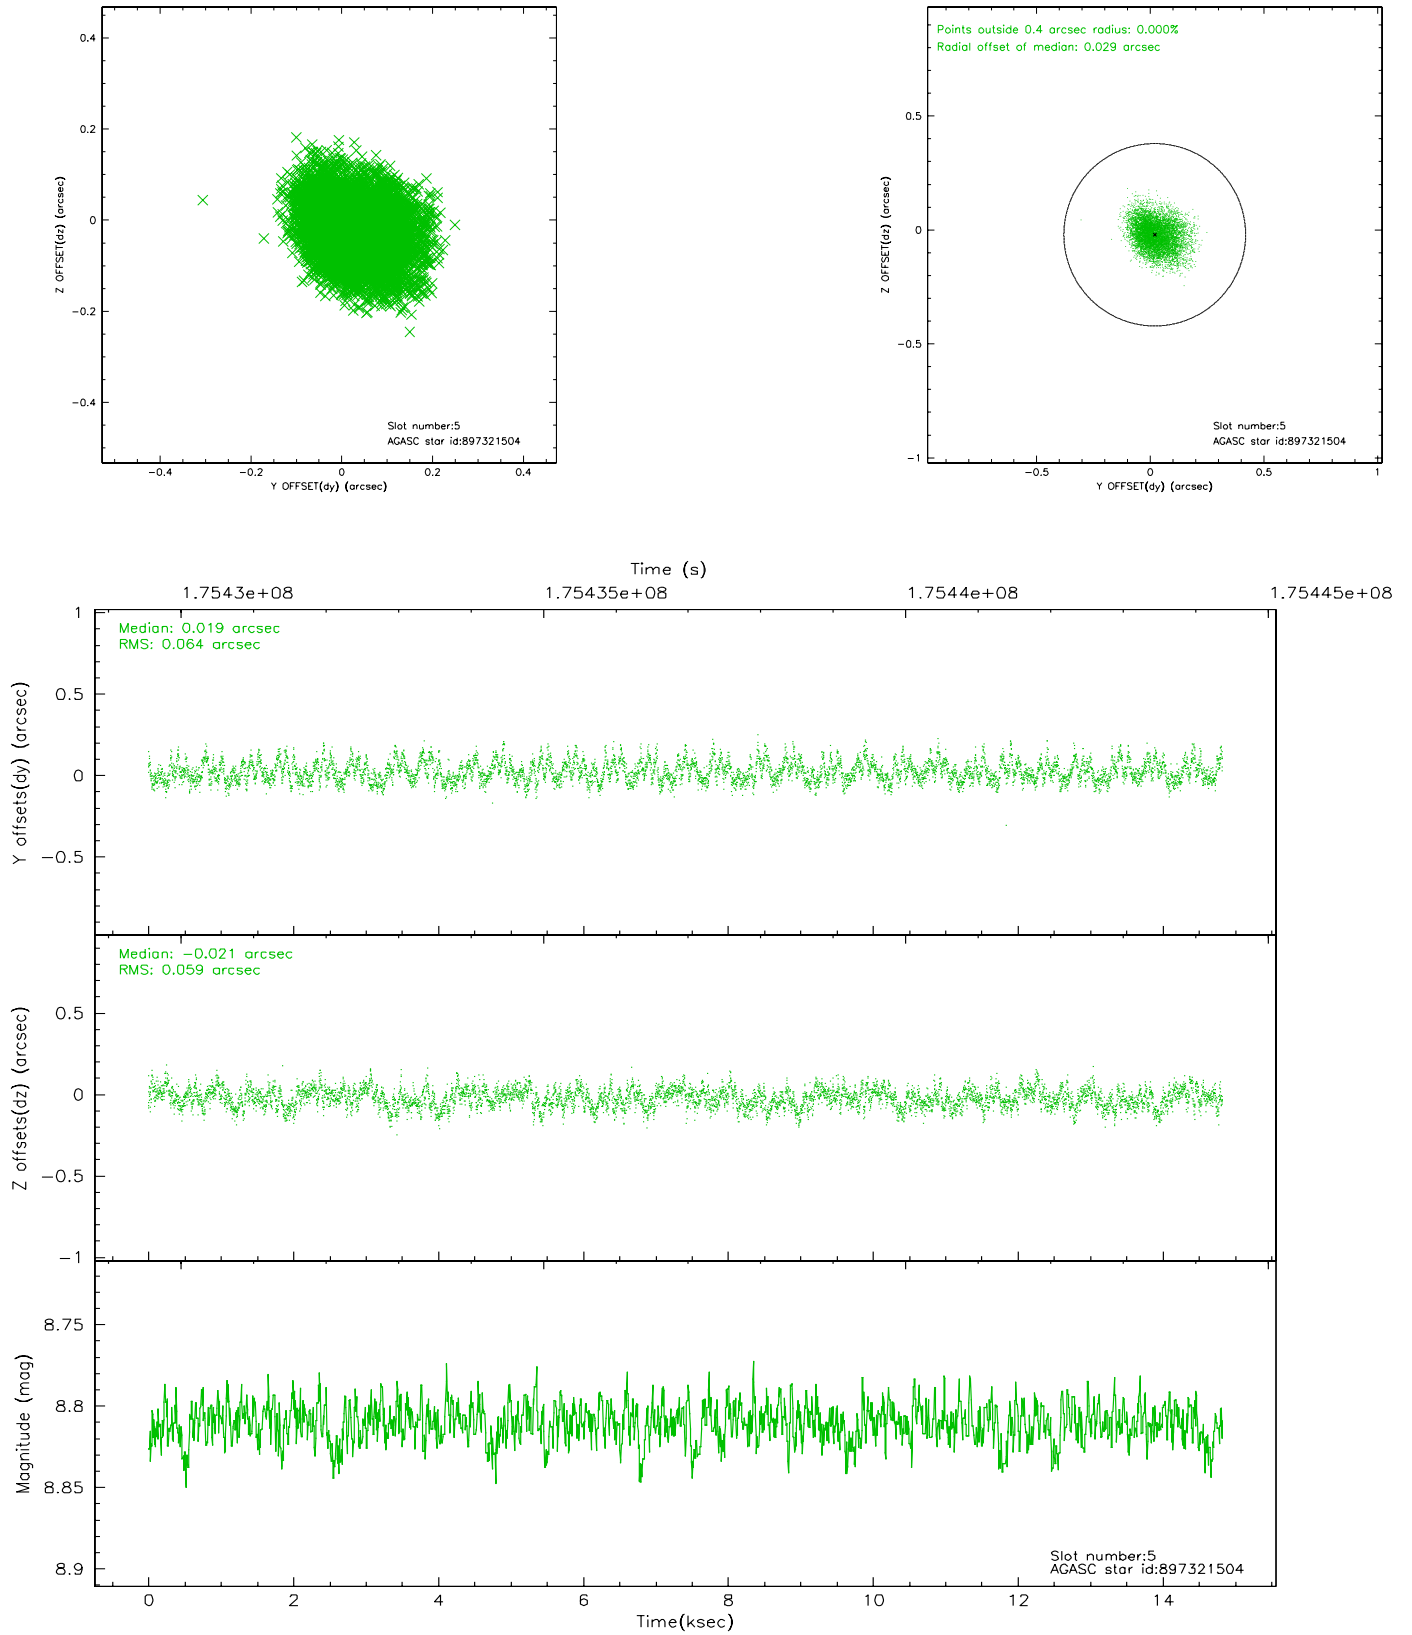 0.4
0.2
0
−0.2
−0.4
Z OFFSET(dz) (arcsec)
Slot number:5
AGASC star id:897321504
−0.4 −0.2 0 0.2 0.4
Y OFFSET(dy) (arcsec)
Points outside 0.4 arcsec radius: 0.000%
Radial offset of median: 0.029 arcsec
0.5
0
−0.5
−1
Z OFFSET(dz) (arcsec)
Slot number:5
AGASC star id:897321504
−0.5 0 0.5 1
Y OFFSET(dy) (arcsec)
Time (s)
1.7543e+08 1.75435e+08 1.7544e+08 1.75445e+08
Median: 0.019 arcsec
RMS: 0.064 arcsec
1
0.5
0
−0.5
Y offsets(dy) (arcsec)
Median: −0.021 arcsec
RMS: 0.059 arcsec
0.5
0
−0.5
−1
Z offsets(dz) (arcsec)
8.75
8.8
8.85
8.9
Magnitude (mag)
Slot number:5
AGASC star id:897321504
0 2 4 6 8 10 12 14
Time(ksec)